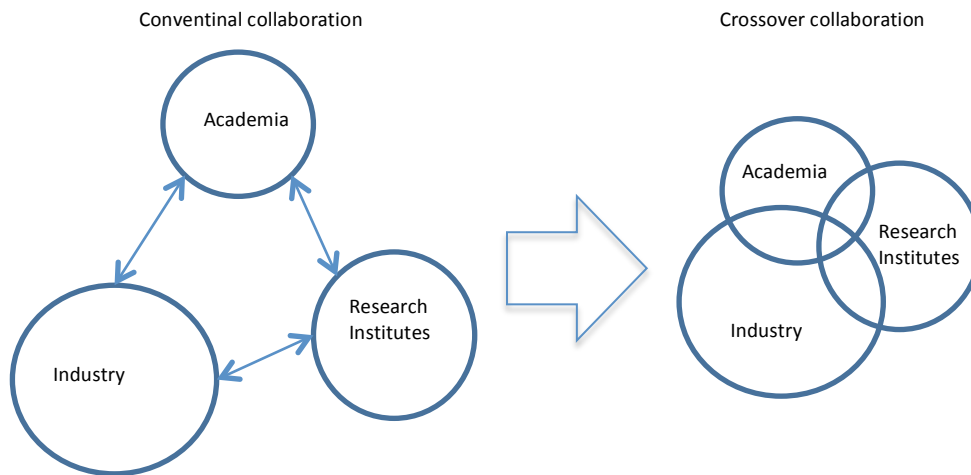 Conventinal collaboration
Crossover collaboration
Academia
Research
Institutes
Industry
Academia
Research
Institutes
Industry